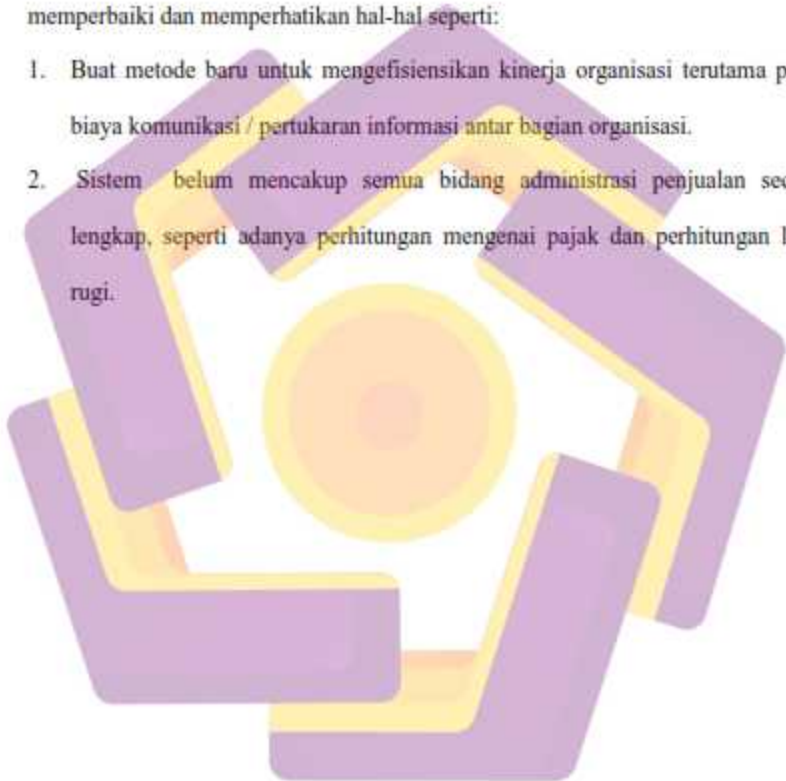 memperbaiki dan memperhatikan hal-hal seperti:
1. Buat metode baru untuk mengefisiensikan kinerja organisasi terutama p
biaya komunikasi / pertukaran informasi antar bagian organisasi.
2. Sistem belum mencakup semua bidang administrasi penjualan sec
lengkap, seperti adanya perhitungan mengenai pajak dan perhitungan l
rugi.